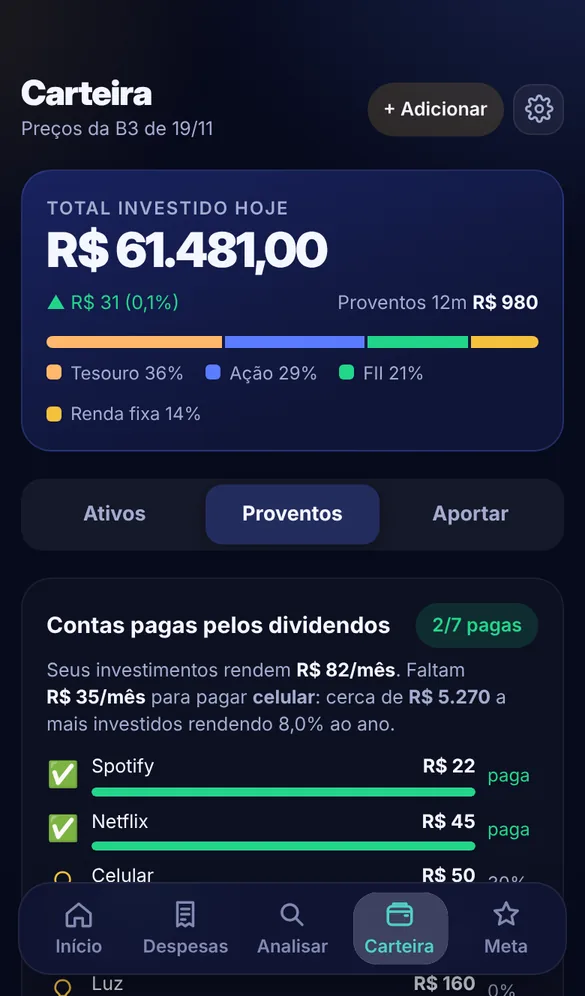 Carteira
Preços da B3 de 19/11
+ Adicionar
TOTAL INVESTIDO HOJE
R$ 61.481,00
▲ R$ 31 (0,1%)
Proventos 12m R$ 980
Tesouro 36%
Ação 29%
FII 21%
Renda fixa 14%
Ativos
Proventos
Aportar
Contas pagas pelos dividendos
2/7 pagas
Seus investimentos rendem R$ 82/mês. Faltam
R$ 35/mês para pagar celular: cerca de R$ 5.270 a
mais investidos rendendo 8,0% ao ano.
Spotify
R$ 22
paga
Netflix
R$ 45
paga
Celular
R$ 50
Início
Despesas
Analisar
Carteira
Meta
Luz
R$ 160
0%